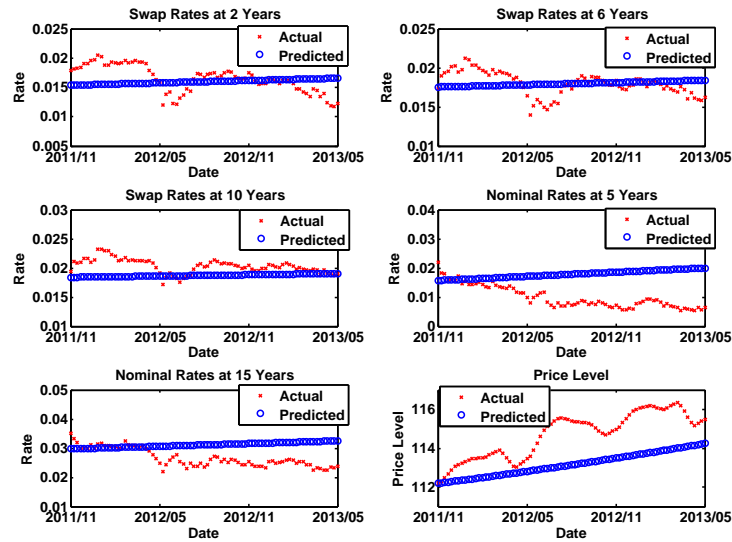 Swap Rates at 2 Years
0.025
0.02
0.015
0.01
0.005
Rate
2011/11 2012/05 2012/11 2013/05
Date
Actual
Predicted
Swap Rates at 6 Years
0.025
0.02
0.015
0.01
Rate
2011/11 2012/05 2012/11 2013/05
Date
Actual
Predicted
Swap Rates at 10 Years
0.03
0.025
0.02
0.015
0.01
Rate
2011/11 2012/05 2012/11 2013/05
Date
Actual
Predicted
Nominal Rates at 5 Years
0.04
0.03
0.02
0.01
0
Rate
2011/11 2012/05 2012/11 2013/05
Date
Actual
Predicted
Nominal Rates at 15 Years
0.05
0.04
0.03
0.02
0.01
Rate
2011/11 2012/05 2012/11 2013/05
Date
Actual
Predicted
Price Level
116
114
112
Price Level
2011/11 2012/05 2012/11 2013/05
Date
Actual
Predicted